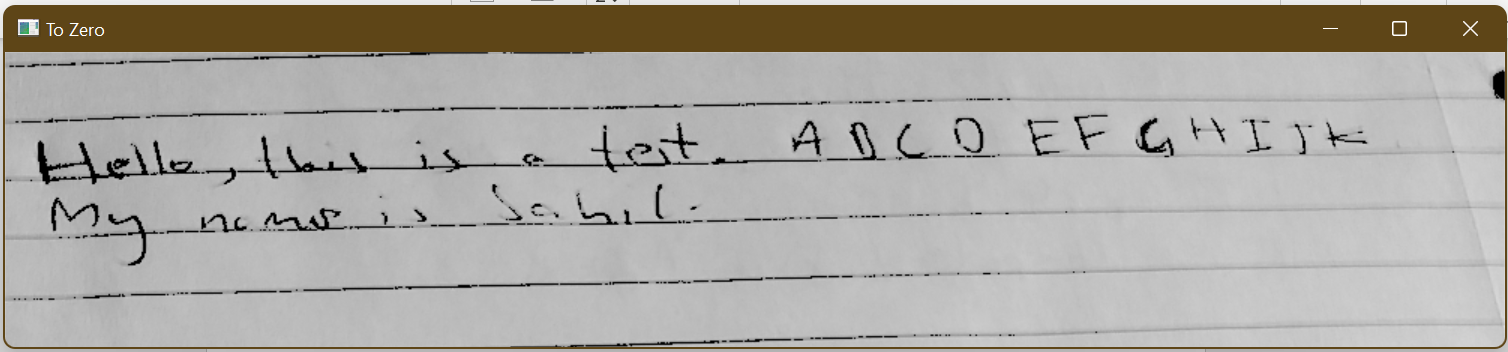 To Zero
Hello, this is a test. A B C D E F G H I J K
My name is Sahil.